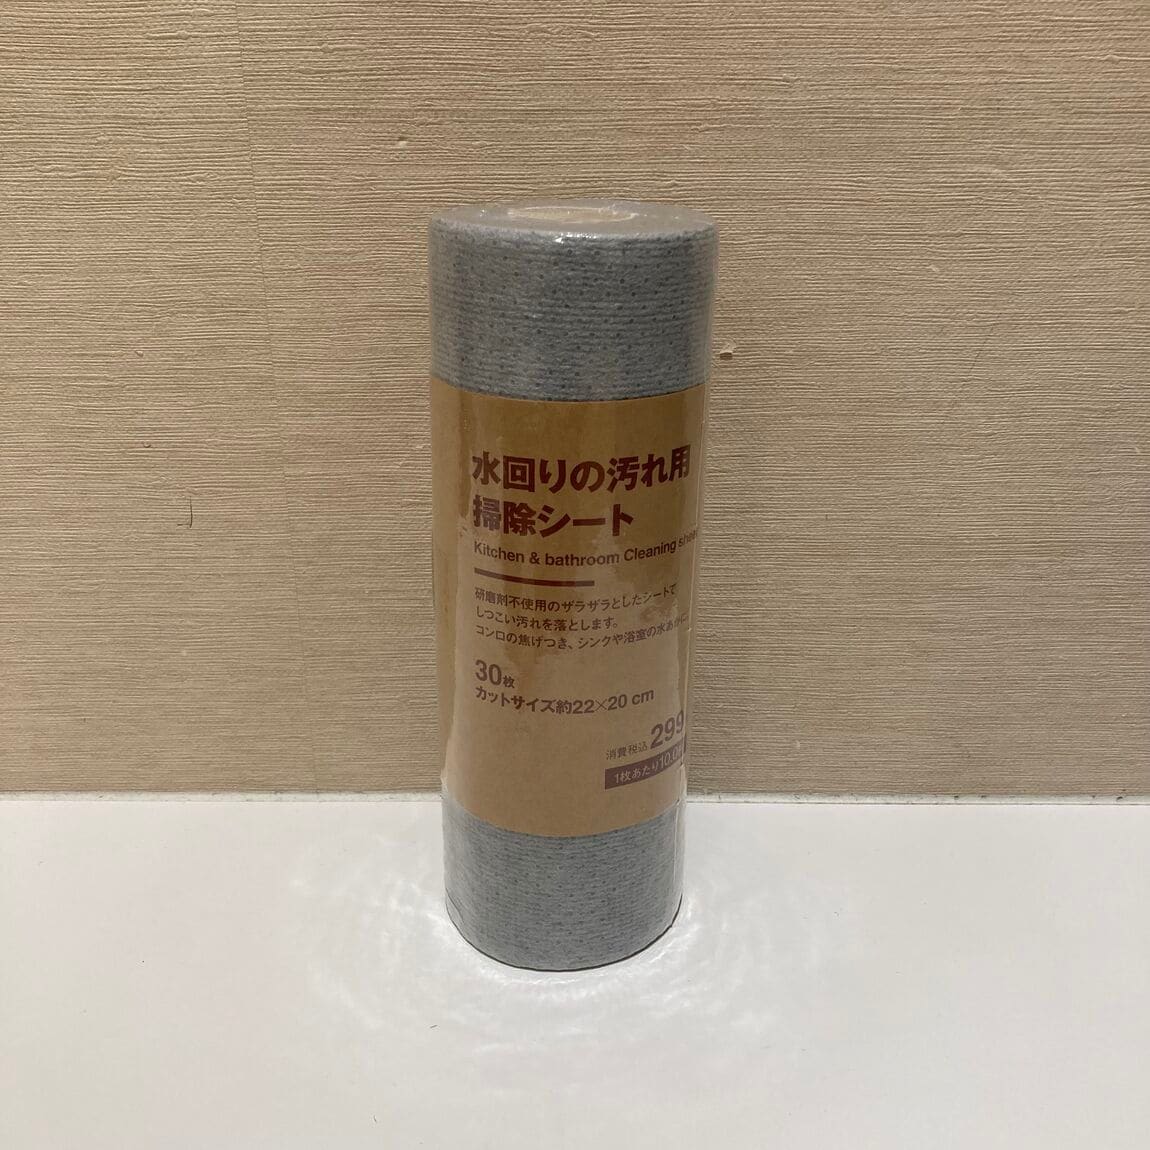 水回りの汚れ用
掃除シート
Kitchen & bathroom Cleaning
研磨剤不使用のザラザラとしたシートで
しつこい汚れを落とします。
コンロの焦げつき、シンクや浴室の水あか
30枚
カットサイズ約22×20 cm
消費税込 299
1枚あたり10.0